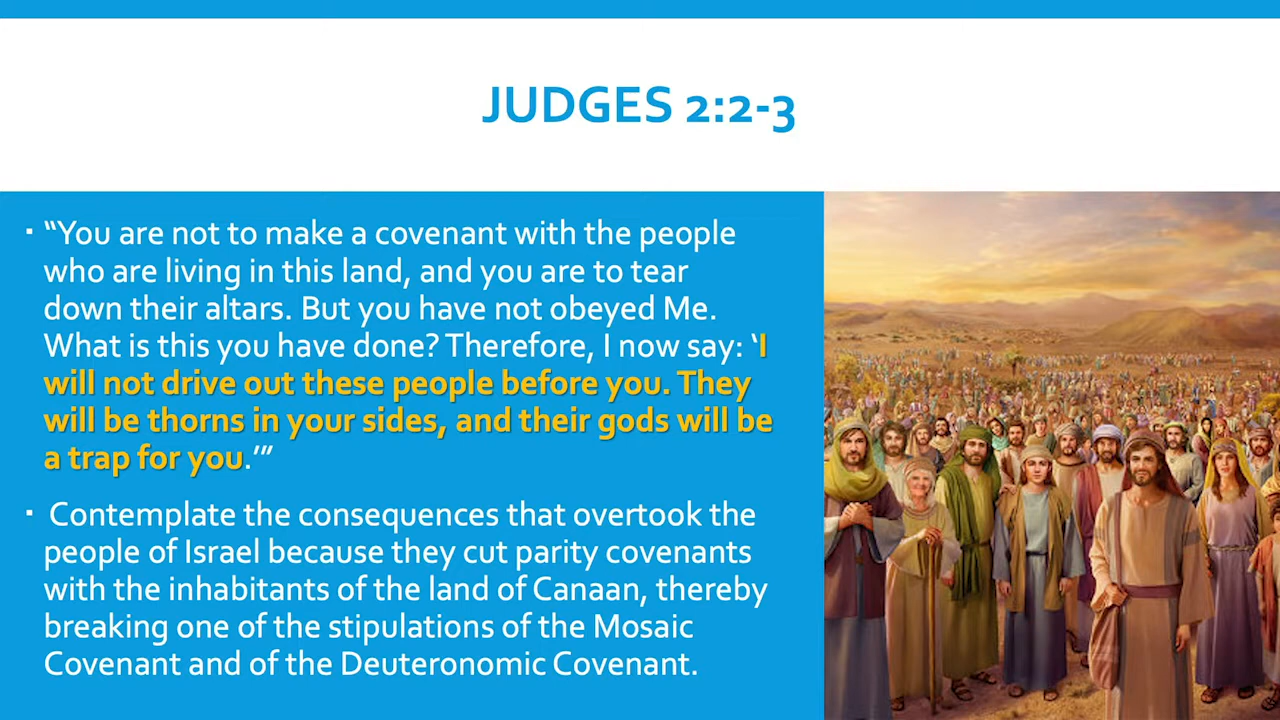 JUDGES 2:2-3
▪ “You are not to make a covenant with the people
who are living in this land, and you are to tear
down their altars. But you have not obeyed Me.
What is this you have done? Therefore, I now say: ‘I
will not drive out these people before you. They
will be thorns in your sides, and their gods will be
a trap for you.’”
▪ Contemplate the consequences that overtook the
people of Israel because they cut parity covenants
with the inhabitants of the land of Canaan, thereby
breaking one of the stipulations of the Mosaic
Covenant and of the Deuteronomic Covenant.